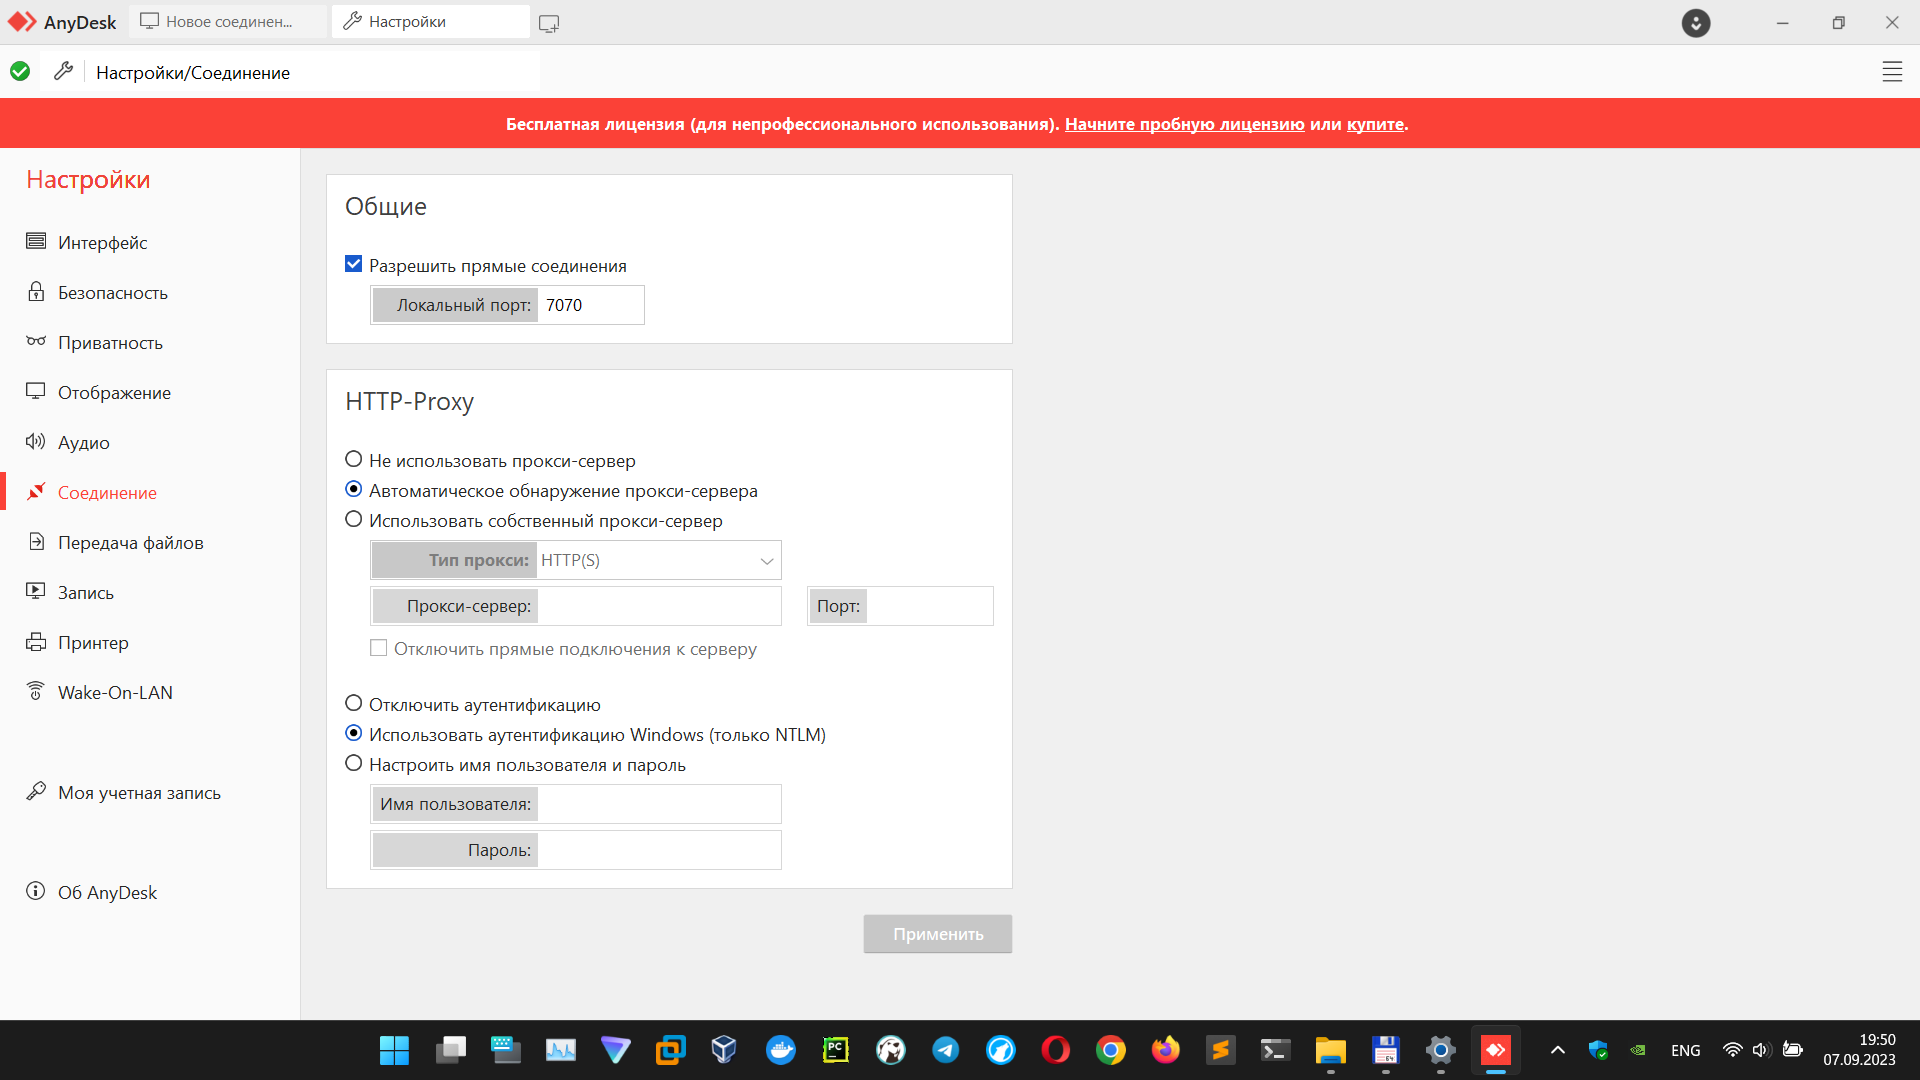 AnyDesk
Новое соединен...
Настройки
Настройки/Соединение
Бесплатная лицензия (для непрофессионального использования). Начните пробную лицензию или купите.
Настройки
Интерфейс
Безопасность
Приватность
Отображение
Аудио
Соединение
Передача файлов
Запись
Принтер
Wake-On-LAN
Моя учетная запись
Об AnyDesk
Общие
Разрешить прямые соединения
Локальный порт: 7070
HTTP-Proxy
Не использовать прокси-сервер
Автоматическое обнаружение прокси-сервера
Использовать собственный прокси-сервер
Тип прокси: HTTP(S)
Прокси-сервер: Порт:
Отключить прямые подключения к серверу
Отключить аутентификацию
Использовать аутентификацию Windows (только NTLM)
Настроить имя пользователя и пароль
Имя пользователя:
Пароль:
Применить
PC
64
ENG
19:50
07.09.2023